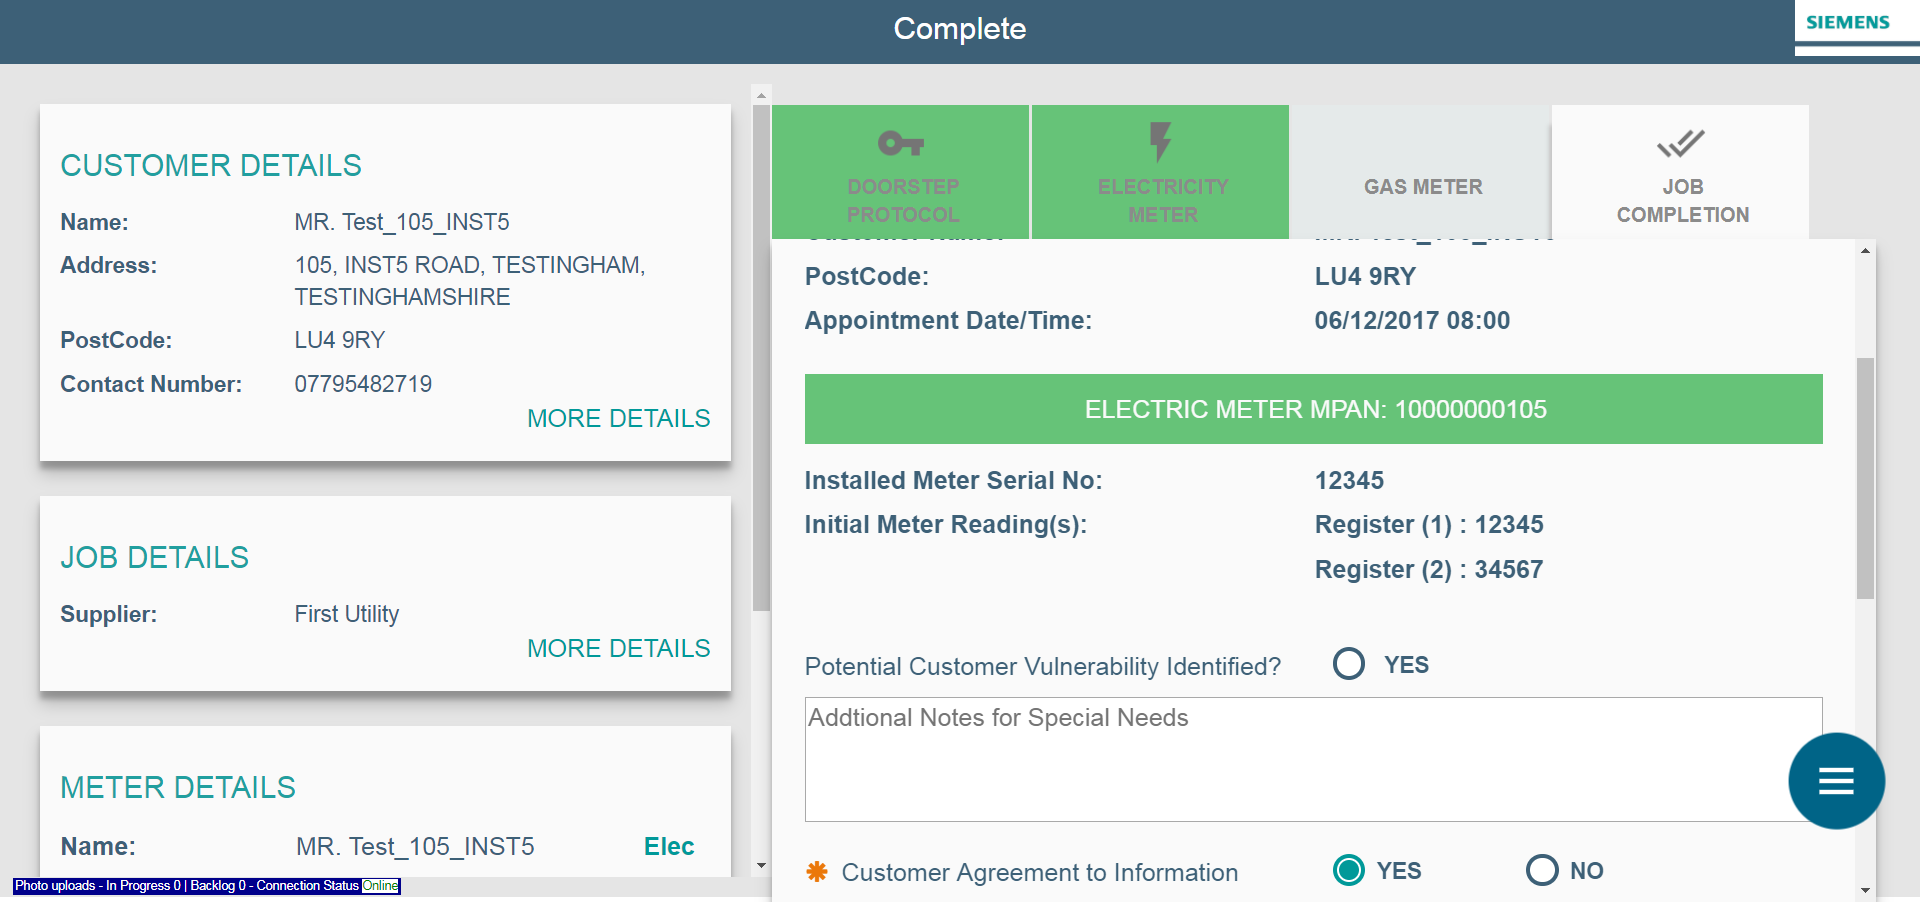 Complete
SIEMENS
CUSTOMER DETAILS
Name: MR. Test_105_INST5
Address: 105, INST5 ROAD, TESTINGHAM,
TESTINGHAMSHIRE
PostCode: LU4 9RY
Contact Number: 07795482719
MORE DETAILS
JOB DETAILS
Supplier: First Utility
MORE DETAILS
METER DETAILS
Name: MR. Test_105_INST5 Elec
Photo uploads - In Progress 0 | Backlog 0 - Connection Status Online
DOORSTEP
PROTOCOL
ELECTRICITY
METER
GAS METER
JOB
COMPLETION
PostCode: LU4 9RY
Appointment Date/Time: 06/12/2017 08:00
ELECTRIC METER MPAN: 10000000105
Installed Meter Serial No: 12345
Initial Meter Reading(s): Register (1) : 12345
Register (2) : 34567
Potential Customer Vulnerability Identified? YES
Addtional Notes for Special Needs
Customer Agreement to Information YES NO